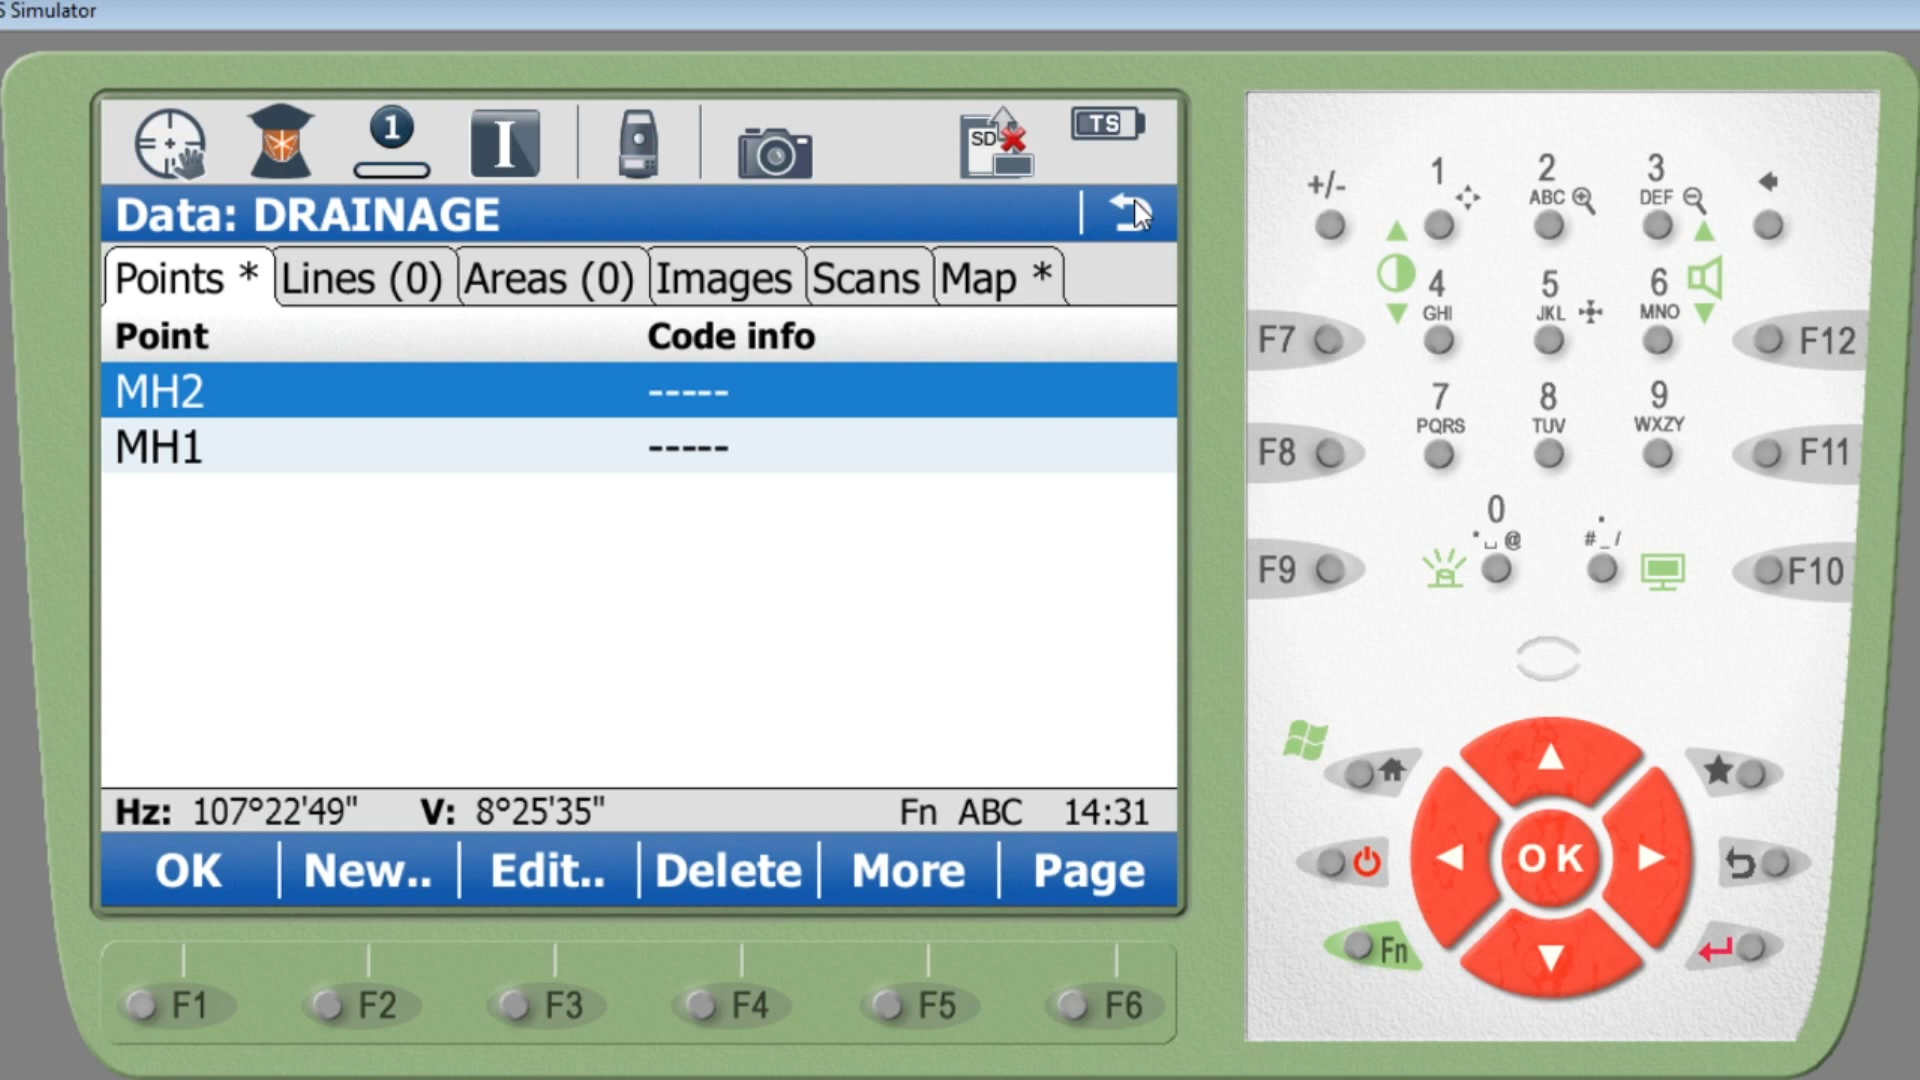 S Simulator
1
I
SD
TS
Data: DRAINAGE
Points *
Lines (0)
Areas (0)
Images
Scans
Map *
Point Code info
MH2 -----
MH1 -----
Hz: 107°22'49" V: 8°25'35" Fn ABC 14:31
OK New.. Edit.. Delete More Page
F1 F2 F3 F4 F5 F6
+/- 1 2 3
ABC DEF
4 5 6
GHI JKL MNO
F7 F12
7 8 9
PQRS TUV WXZY
F8 F11
0 .
* ␣ @ # _ /
F9 F10
OK
Fn